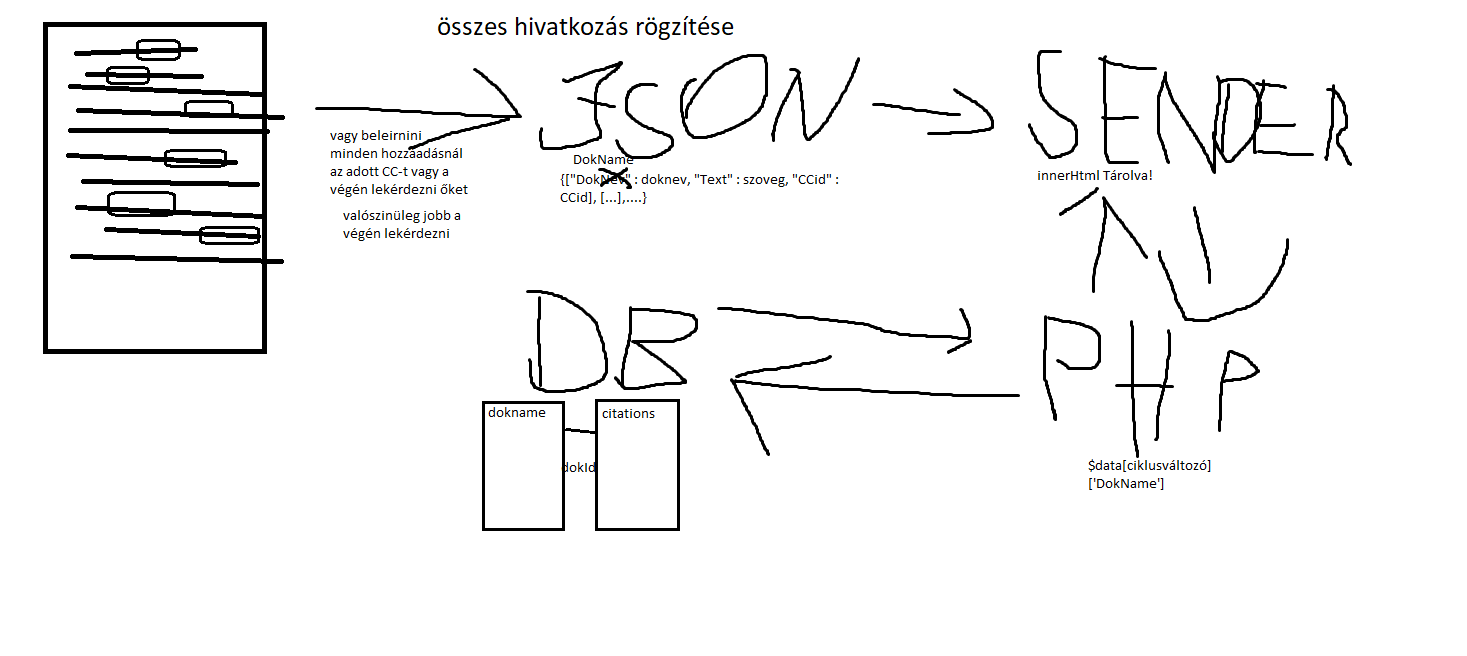 összes hivatkozás rögzítése
JSON
SENDER
vagy beleirnini
minden hozzáadásnál
az adott CC-t vagy a
végén lekérdezni őket
valószinüleg jobb a
végén lekérdezni
DokName
{["DokNev" : doknev, "Text" : szoveg, "CCid" :
CCid], [...],....}
innerHtml Tárolva!
DB
PHP
dokname
citations
dokId
$data[ciklusváltozó]
['DokName']